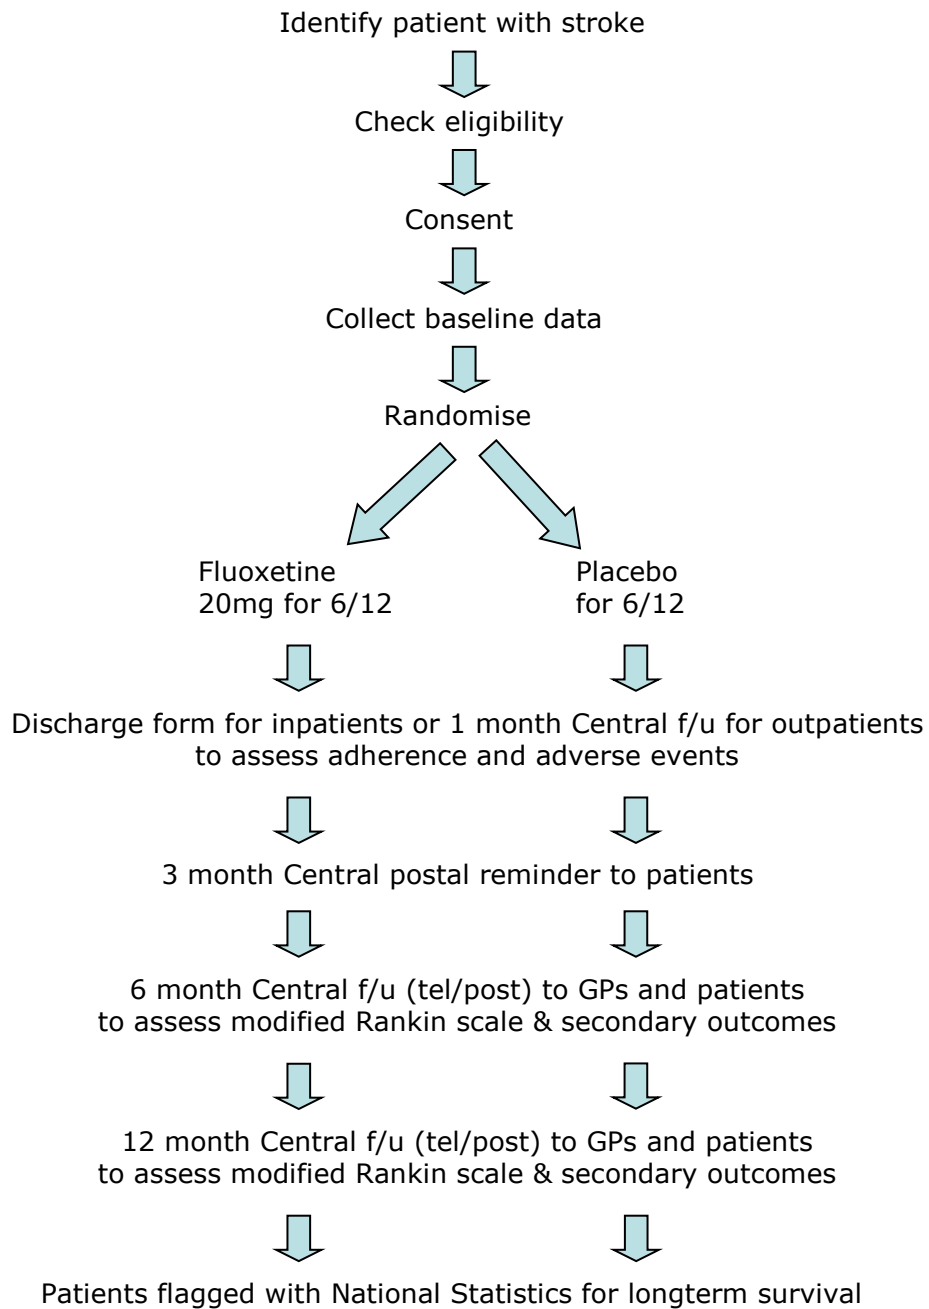 Identify patient with stroke
Check eligibility
Consent
Collect baseline data
Randomise
Fluoxetine
20mg for 6/12
Placebo
for 6/12
Discharge form for inpatients or 1 month Central f/u for outpatients
to assess adherence and adverse events
3 month Central postal reminder to patients
6 month Central f/u (tel/post) to GPs and patients
to assess modified Rankin scale & secondary outcomes
12 month Central f/u (tel/post) to GPs and patients
to assess modified Rankin scale & secondary outcomes
Patients flagged with National Statistics for longterm survival